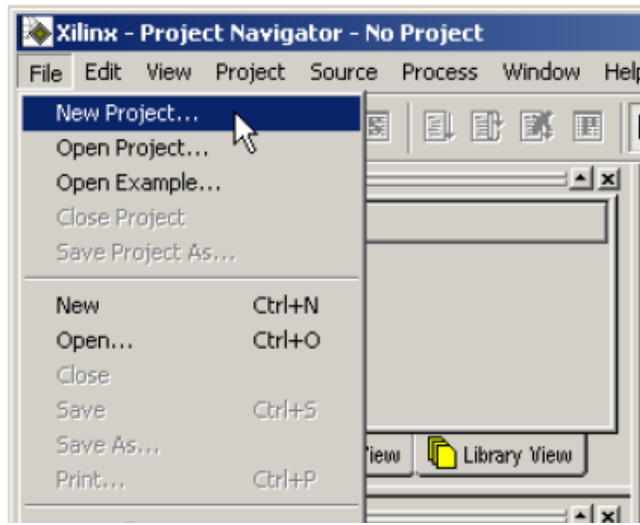 Xilinx - Project Navigator - No Project
File Edit View Project Source Process Window Help
New Project...
Open Project...
Open Example...
Close Project
Save Project As...
New Ctrl+N
Open... Ctrl+O
Close
Save Ctrl+S
Save As...
Print... Ctrl+P
Library View